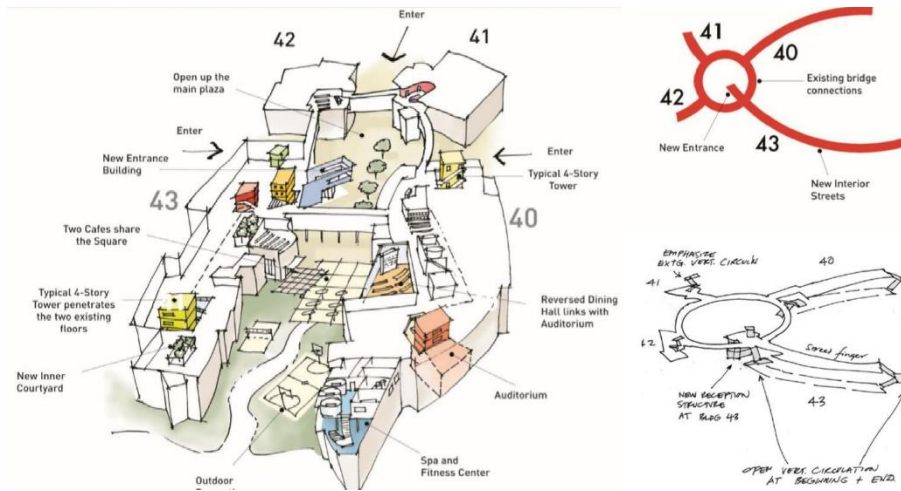 Enter
42
41
Open up the
main plaza
Enter
New Entrance
Building
Enter
Typical 4-Story
Tower
43
40
Two Cafes share
the Square
Typical 4-Story
Tower penetrates
the two existing
floors
Reversed Dining
Hall links with
Auditorium
New Inner
Courtyard
Auditorium
Spa and
Fitness Center
Outdoor
41
40
Existing bridge
connections
42
New Entrance
43
New Interior
Streets
EMPHASIZE
EXTG. VERT. CIRCUL'N
40
41
42
Street finger
NEW RECEPTION
STRUCTURE
AT BLDG 43
43
OPEN VERT. CIRCULATION
AT BEGINNING + END.